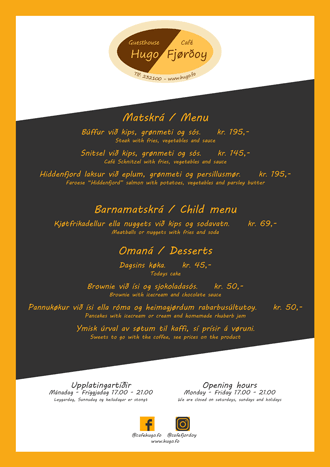 Guesthouse Café
Hugo Fjørðoy
Tlf. 232100 - www.hugo.fo
Matskrá / Menu
Búffur við kips, grønmeti og sós. kr. 195,-
Steak with fries, vegetables and sauce
Snitsel við kips, grønmeti og sós. kr. 145,-
Café Schnitzel with fries, vegetables and sauce
Hiddenfjord laksur við eplum, grønmeti og persillusmør. kr. 195,-
Faroese "Hiddenfjord" salmon with potatoes, vegetables and parsley butter
Barnamatskrá / Child menu
Kjøtfrikadellur ella nuggets við kips og sodavatn. kr. 69,-
Meatballs or nuggets with fries and soda
Omaná / Desserts
Dagsins køka. kr. 45,-
Todays cake
Brownie við ísi og sjokoladasós. kr. 50,-
Brownie with icecream and chocolate sauce
Pannukøkur við ísi ella róma og heimagjørdum rabarbusúltutoy. kr. 50,-
Pancakes with icecream or cream and homemade rhubarb jam
Ymisk úrval av søtum til kaffi, sí prísir á vøruni.
Sweets to go with the coffee, see prices on the product
Upplatingartíðir
Mánadag - Fríggjadag 17.00 - 21.00
Leygardag, Sunnudag og heilagdagar er stongt
Opening hours
Monday - Friday 17.00 - 21.00
We are closed on saturdays, sundays and holidays
@cafehugo.fo @cafefjordoy
www.hugo.fo